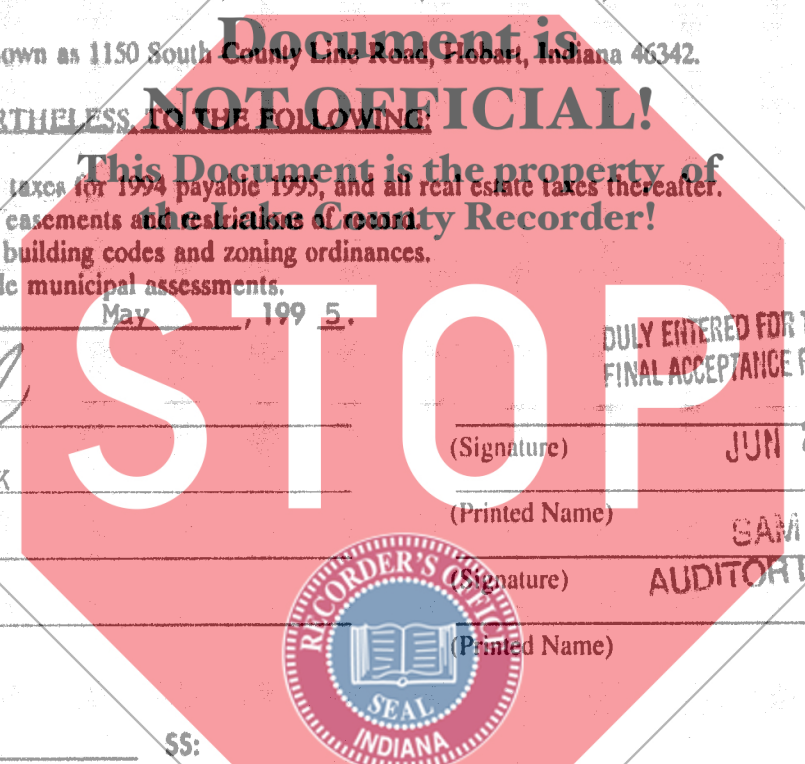 Document is
own as 1150 South County Line Road, Hobart, Indiana 46342.
NOT OFFICIAL!
RTHELESS, TO THE FOLLOWING:
This Document is the property of
taxes for 1994 payable 1995, and all real estate taxes thereafter.
the Lake County Recorder!
easements and restrictions of record.
building codes and zoning ordinances.
le municipal assessments.
May, 199 5.
DULY ENTERED FOR T
FINAL ACCEPTANCE F
STOP
(Signature)
JUN
K
(Printed Name)
SAM
(Signature)
AUDITOR
(Printed Name)
RECORDER'S OFFICE
SEAL
INDIANA
SS: